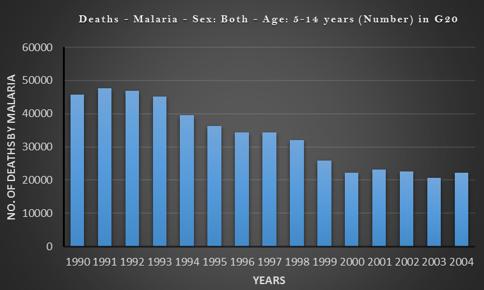 Deaths - Malaria - Sex: Both - Age: 5-14 years (Number) in G20
60000
50000
40000
30000
20000
10000
0
NO. OF DEATHS BY MALARIA
1990 1991 1992 1993 1994 1995 1996 1997 1998 1999 2000 2001 2002 2003 2004
YEARS